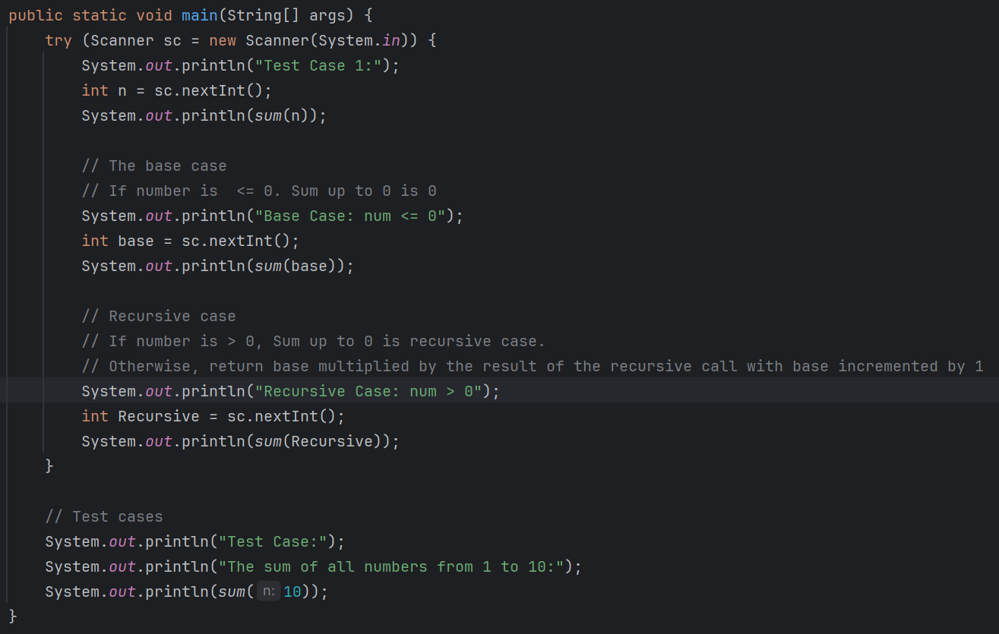 public static void main(String[] args) {
    try (Scanner sc = new Scanner(System.in)) {
        System.out.println("Test Case 1:");
        int n = sc.nextInt();
        System.out.println(sum(n));

        // The base case
        // If number is  <= 0. Sum up to 0 is 0
        System.out.println("Base Case: num <= 0");
        int base = sc.nextInt();
        System.out.println(sum(base));

        // Recursive case
        // If number is > 0, Sum up to 0 is recursive case.
        // Otherwise, return base multiplied by the result of the recursive call with base incremented by 1
        System.out.println("Recursive Case: num > 0");
        int Recursive = sc.nextInt();
        System.out.println(sum(Recursive));
    }

    // Test cases
    System.out.println("Test Case:");
    System.out.println("The sum of all numbers from 1 to 10:");
    System.out.println(sum( n: 10));
}